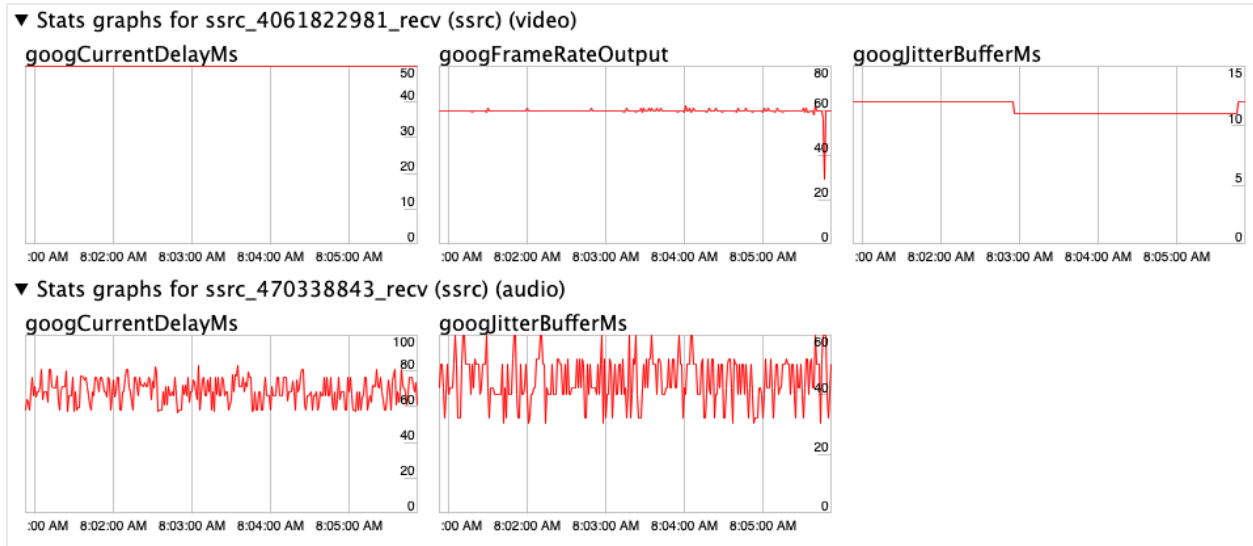 ▼ Stats graphs for ssrc_4061822981_recv (ssrc) (video)
googCurrentDelayMs
50
40
30
20
10
0
:00 AM 8:02:00 AM 8:03:00 AM 8:04:00 AM 8:05:00 AM
googFrameRateOutput
80
60
40
20
0
:00 AM 8:02:00 AM 8:03:00 AM 8:04:00 AM 8:05:00 AM
googJitterBufferMs
15
10
5
0
:00 AM 8:02:00 AM 8:03:00 AM 8:04:00 AM 8:05:00 AM
▼ Stats graphs for ssrc_470338843_recv (ssrc) (audio)
googCurrentDelayMs
100
80
60
40
20
0
:00 AM 8:02:00 AM 8:03:00 AM 8:04:00 AM 8:05:00 AM
googJitterBufferMs
60
40
20
0
:00 AM 8:02:00 AM 8:03:00 AM 8:04:00 AM 8:05:00 AM